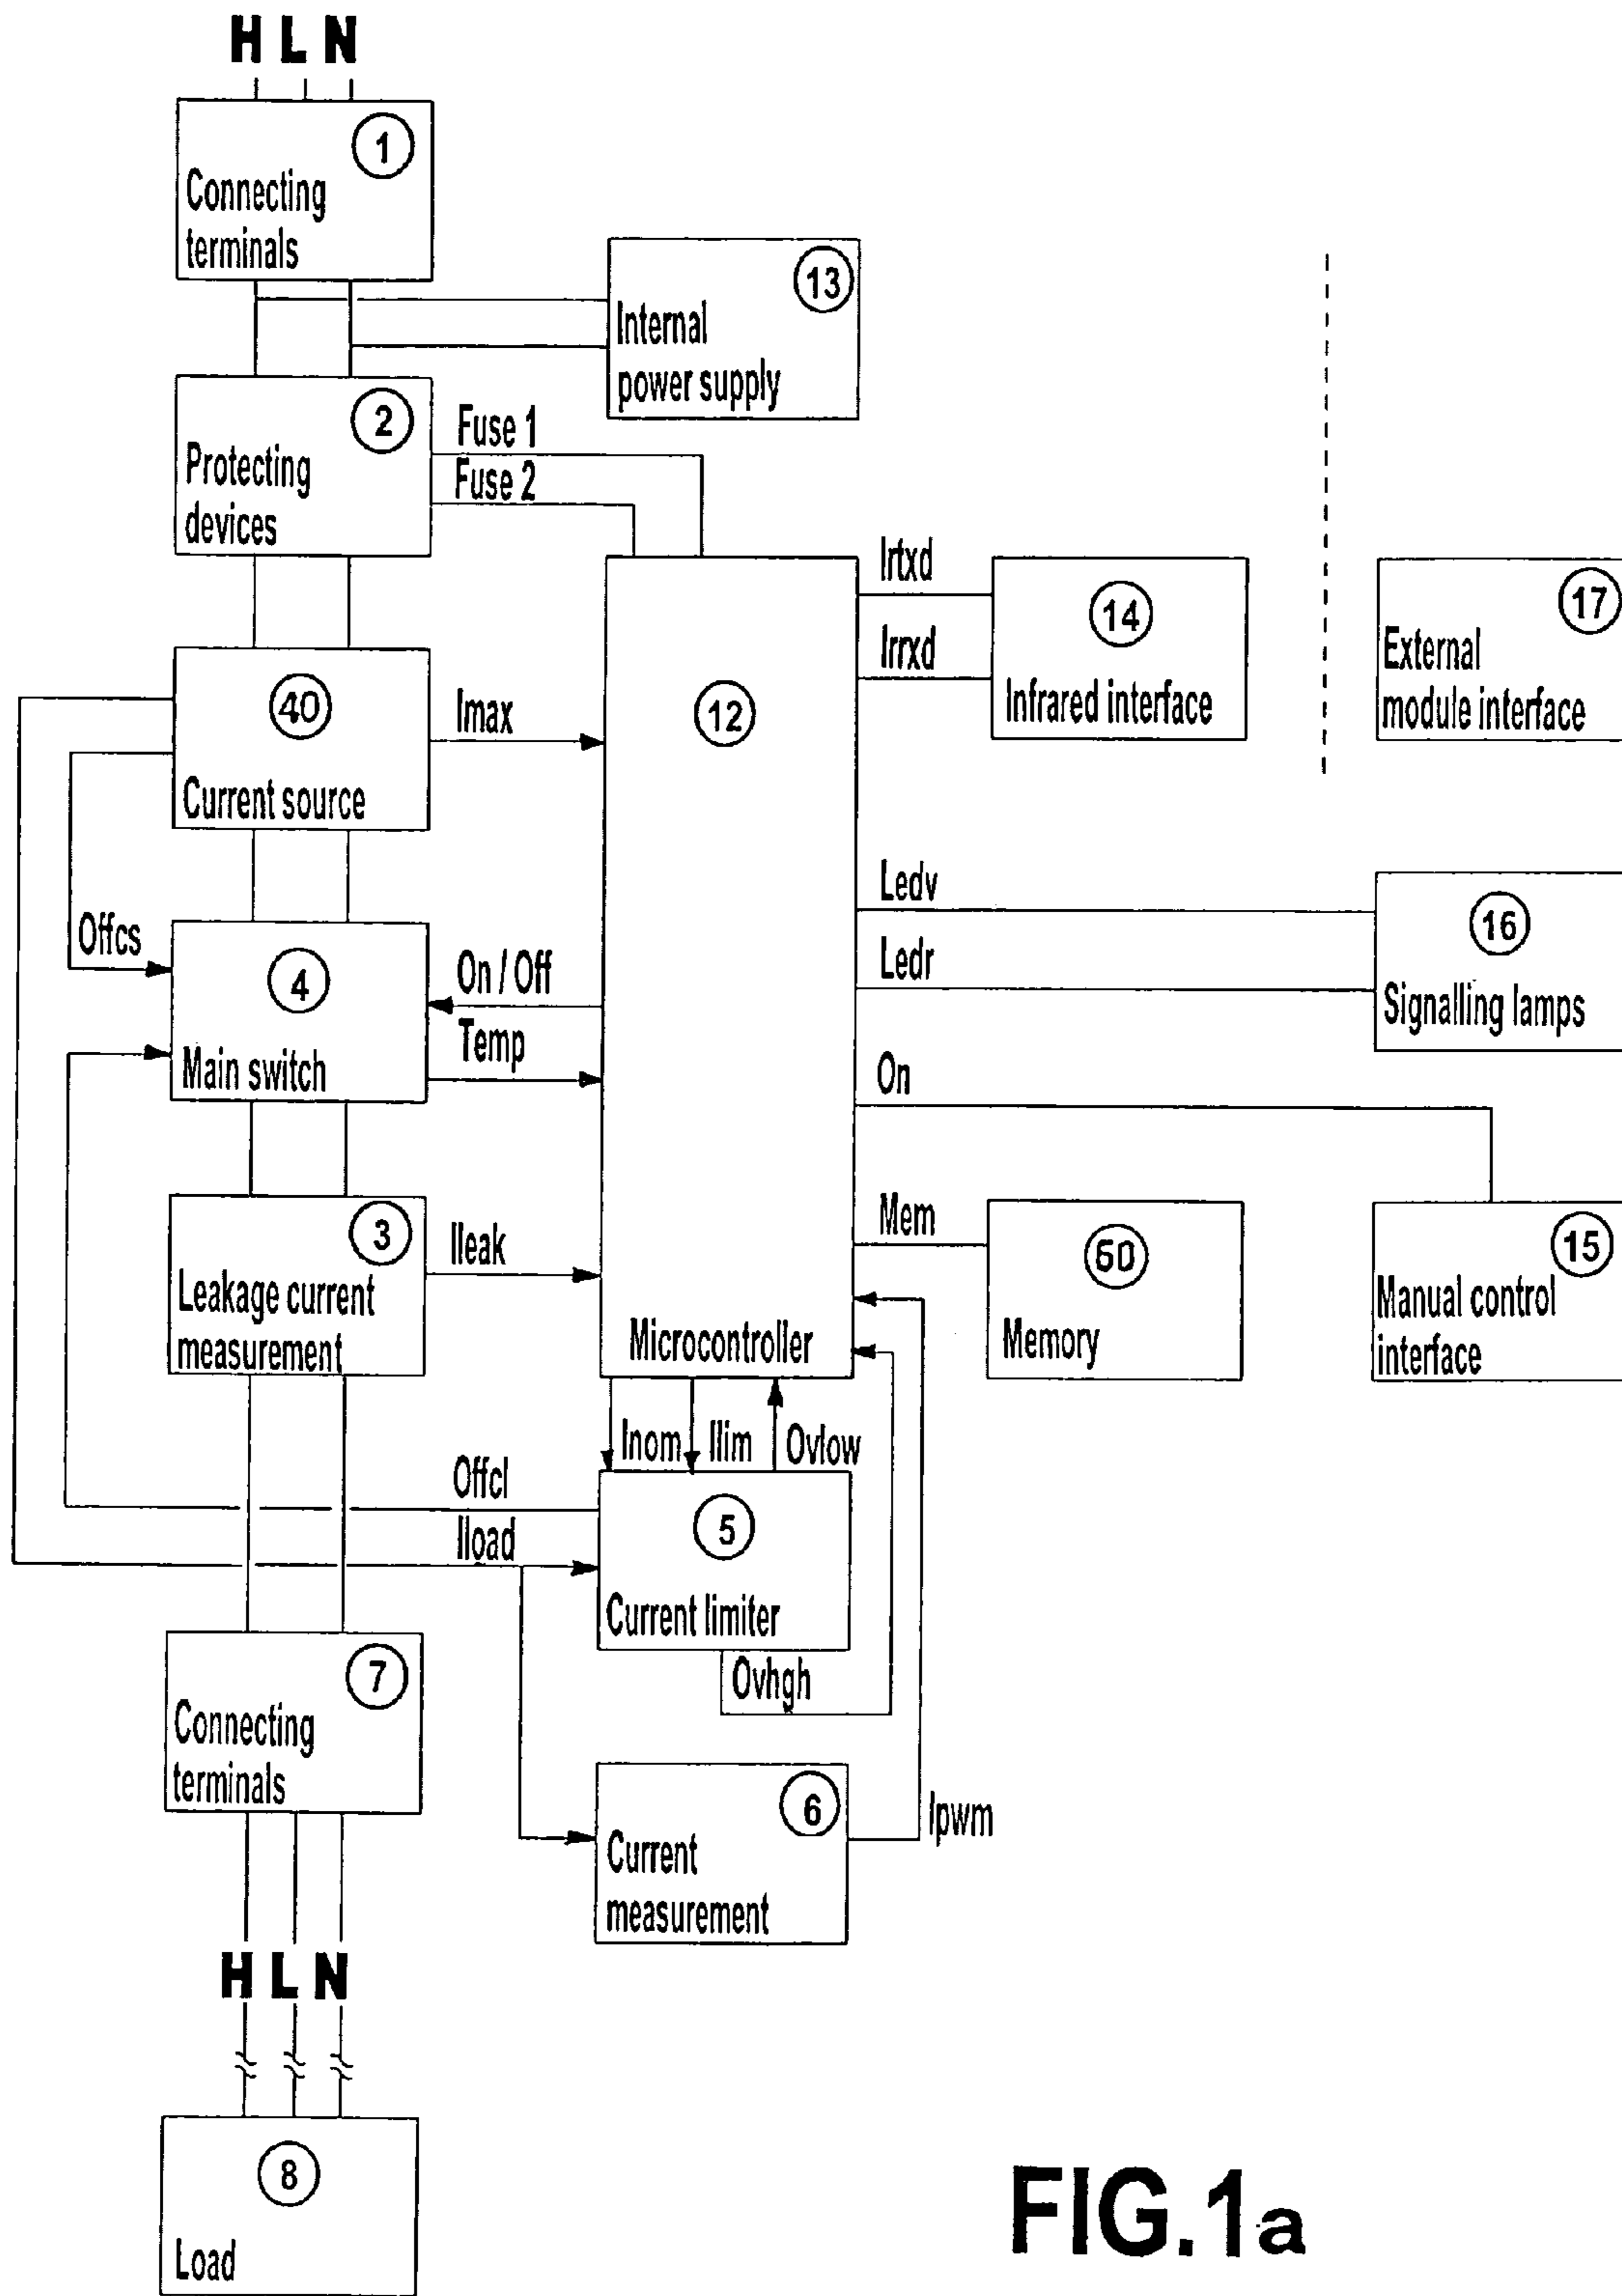 H L N
1
Connecting
terminals
13
Internal
power supply
2
Protecting
devices
Fuse 1
Fuse 2
Irtxd
Irrxd
14
Infrared interface
17
External
module interface
40
Current source
Imax
12
Microcontroller
Offcs
4
Main switch
On / Off
Temp
Ledv
Ledr
16
Signalling lamps
On
3
Leakage current
measurement
Ileak
Mem
60
Memory
15
Manual control
interface
Inom
Ilim
Ovlow
Offcl
Iload
5
Current limiter
Ovhgh
7
Connecting
terminals
6
Current
measurement
Ipwm
H L N
8
Load
FIG.1a